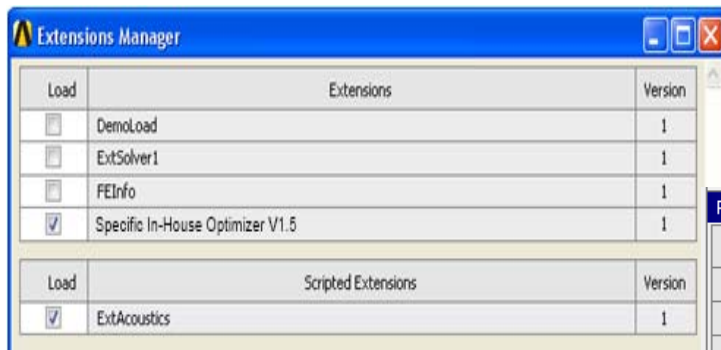 Extensions Manager
Load Extensions Version
DemoLoad 1
ExtSolver1 1
FEInfo 1
Specific In-House Optimizer V1.5 1
Load Scripted Extensions Version
ExtAcoustics 1